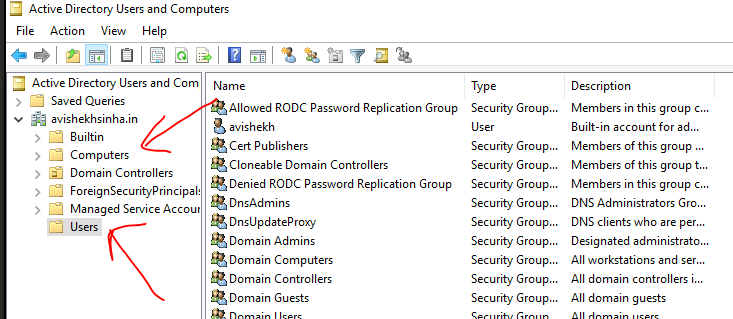 Active Directory Users and Computers
File Action View Help
Active Directory Users and Com
Saved Queries
avishekhsinha.in
Builtin
Computers
Domain Controllers
ForeignSecurityPrincipals
Managed Service Accour
Users
Name Type Description
Allowed RODC Password Replication Group Security Group... Members in this group c...
avishekh User Built-in account for ad...
Cert Publishers Security Group... Members of this group ...
Cloneable Domain Controllers Security Group... Members of this group t...
Denied RODC Password Replication Group Security Group... Members in this group c...
DnsAdmins Security Group... DNS Administrators Gro...
DnsUpdateProxy Security Group... DNS clients who are per...
Domain Admins Security Group... Designated administrato...
Domain Computers Security Group... All workstations and ser...
Domain Controllers Security Group... All domain controllers i...
Domain Guests Security Group... All domain guests
Domain Users Security Group... All domain users